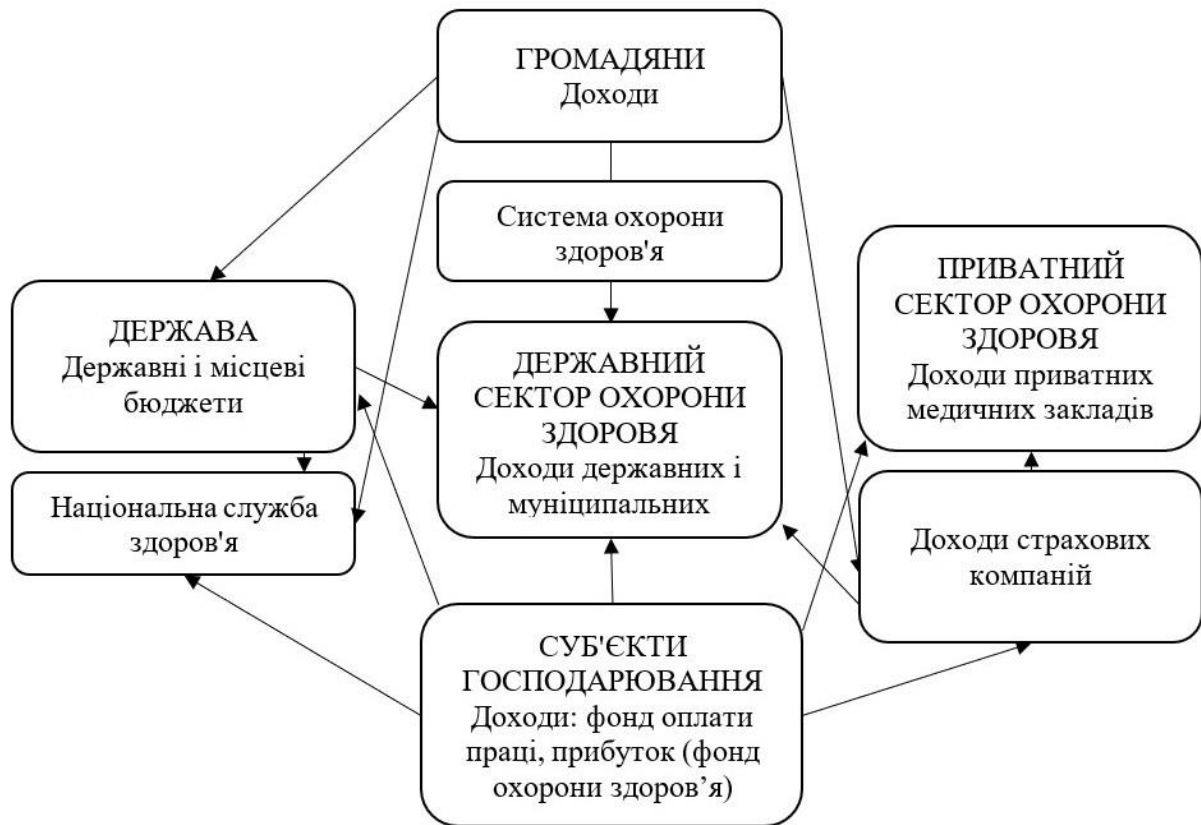 ГРОМАДЯНИ
Доходи
Система охорони
здоров'я
ПРИВАТНИЙ
СЕКТОР ОХОРОНИ
ЗДОРОВЯ
Доходи приватних
медичних закладів
ДЕРЖАВА
Державні і місцеві
бюджети
ДЕРЖАВНИЙ
СЕКТОР ОХОРОНИ
ЗДОРОВЯ
Доходи державних і
муніципальних
Національна служба
здоров'я
Доходи страхових
компаній
СУБ'ЄКТИ
ГОСПОДАРЮВАННЯ
Доходи: фонд оплати
праці, прибуток (фонд
охорони здоров’я)